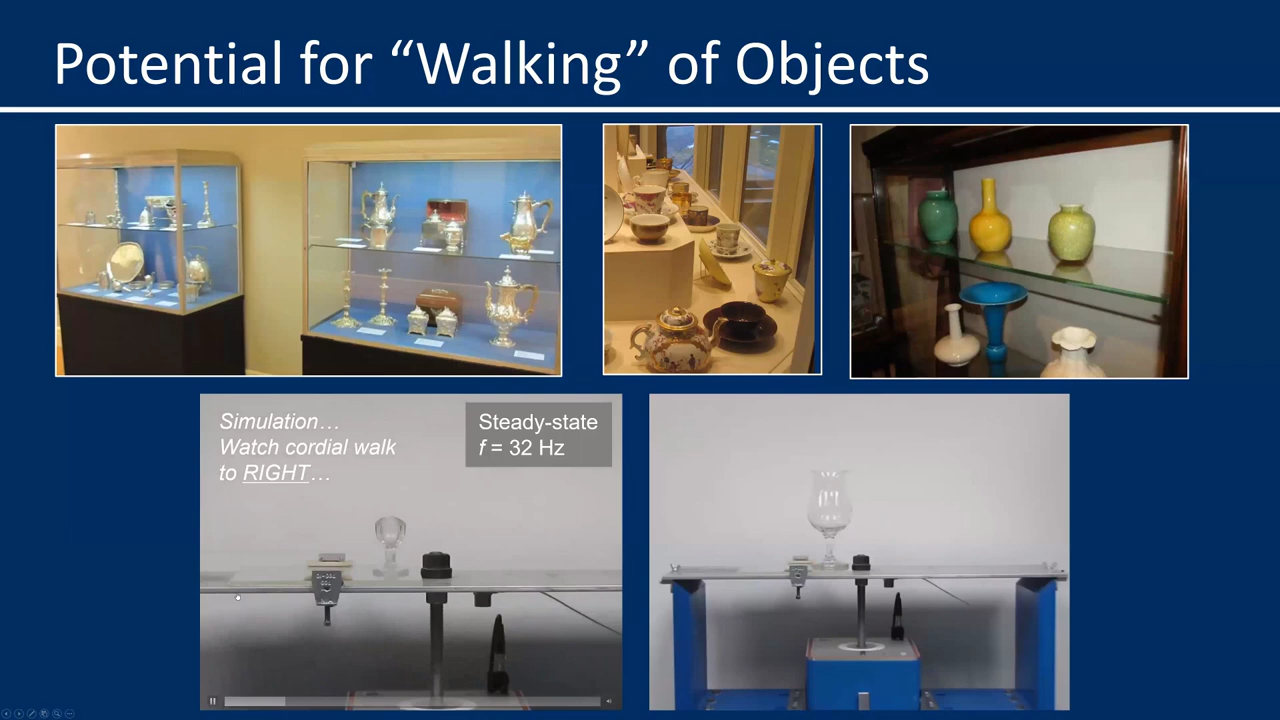 Potential for “Walking” of Objects
Simulation…
Watch cordial walk
to RIGHT…
Steady-state
f = 32 Hz